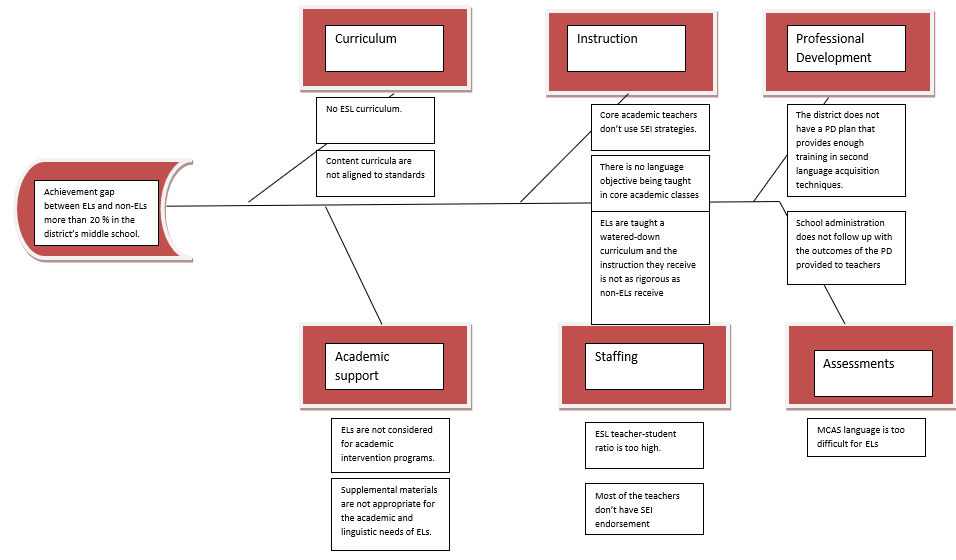 Curriculum
Instruction
Professional
Development
No ESL curriculum.
Content curricula are
not aligned to standards
Core academic teachers
don't use SEI strategies.
There is no language
objective being taught
in core academic classes
ELs are taught a
watered-down
curriculum and the
instruction they receive
is not as rigorous as
non-ELs receive
The district does not
have a PD plan that
provides enough
training in second
language acquisition
techniques.
School administration
does not follow up with
the outcomes of the PD
provided to teachers
Achievement gap
between ELs and non-ELs
more than 20 % in the
district's middle school.
Academic
support
Staffing
Assessments
ELs are not considered
for academic
intervention programs.
Supplemental materials
are not appropriate for
the academic and
linguistic needs of ELs.
ESL teacher-student
ratio is too high.
Most of the teachers
don't have SEI
endorsement
MCAS language is too
difficult for ELs